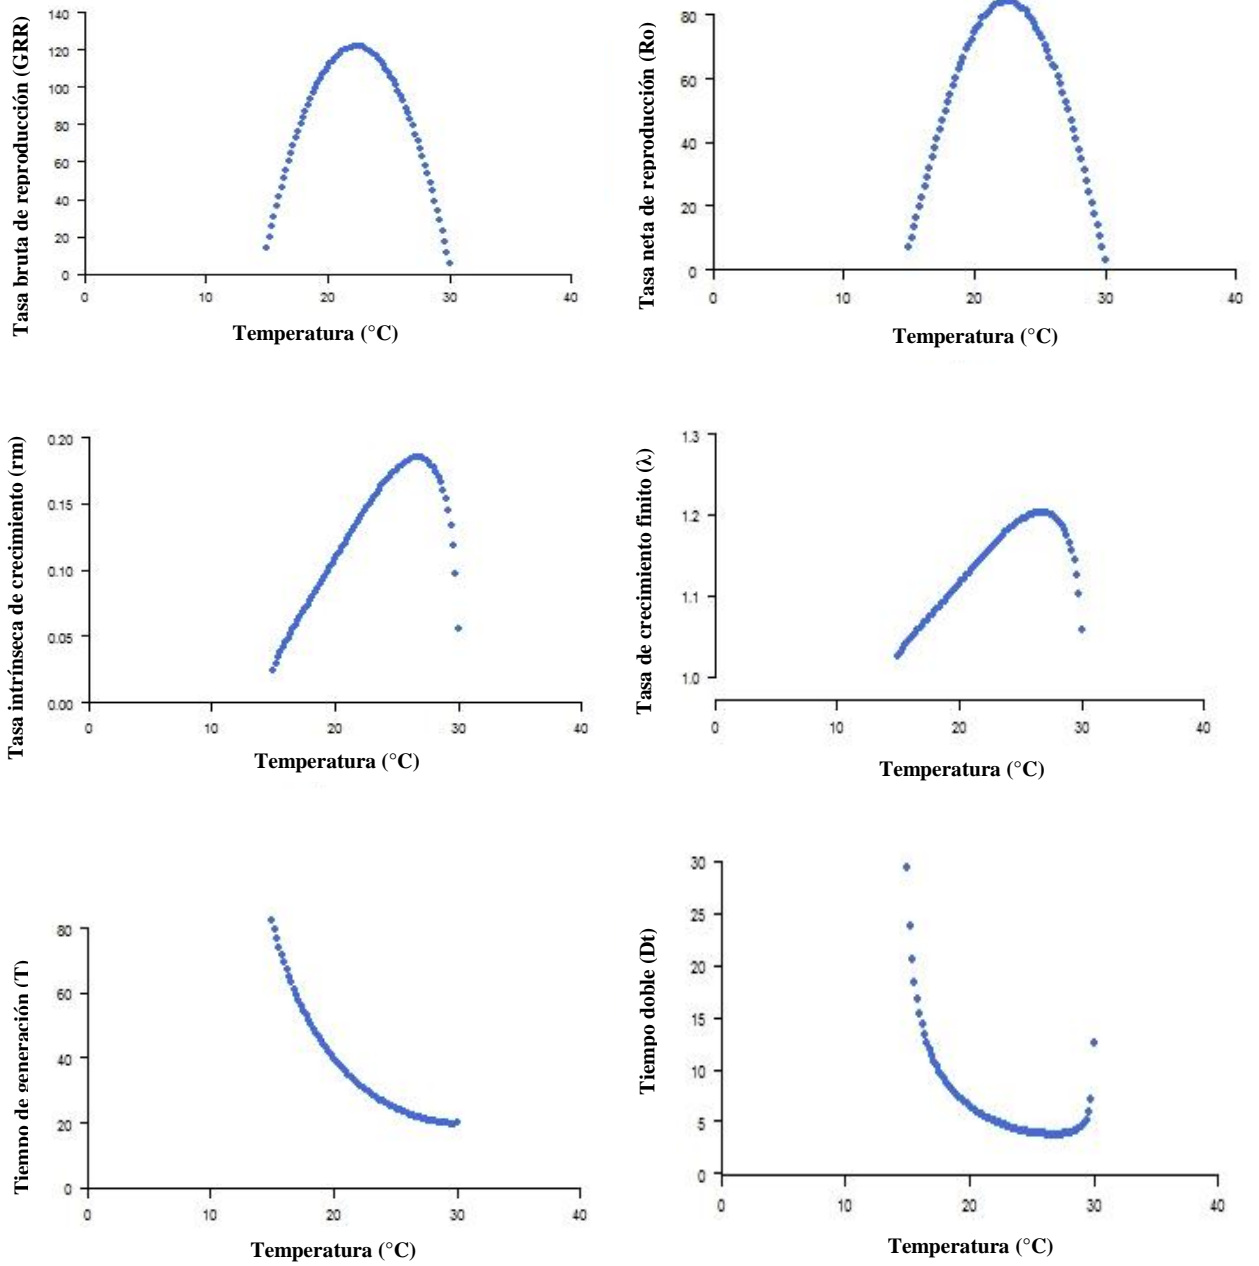 Tasa bruta de reproducción (GRR)
140
120
100
80
60
40
20
0
0 10 20 30 40
Temperatura (°C)
Tasa neta de reproducción (Ro)
80
60
40
20
0
0 10 20 30 40
Temperatura (°C)
Tasa intrínseca de crecimiento (rm)
0.20
0.15
0.10
0.05
0.00
0 10 20 30 40
Temperatura (°C)
Tasa de crecimiento finito (λ)
1.3
1.2
1.1
1.0
0 10 20 30 40
Temperatura (°C)
Tiempo de generación (T)
80
60
40
20
0
0 10 20 30 40
Temperatura (°C)
Tiempo doble (Dt)
30
25
20
15
10
5
0
0 10 20 30 40
Temperatura (°C)